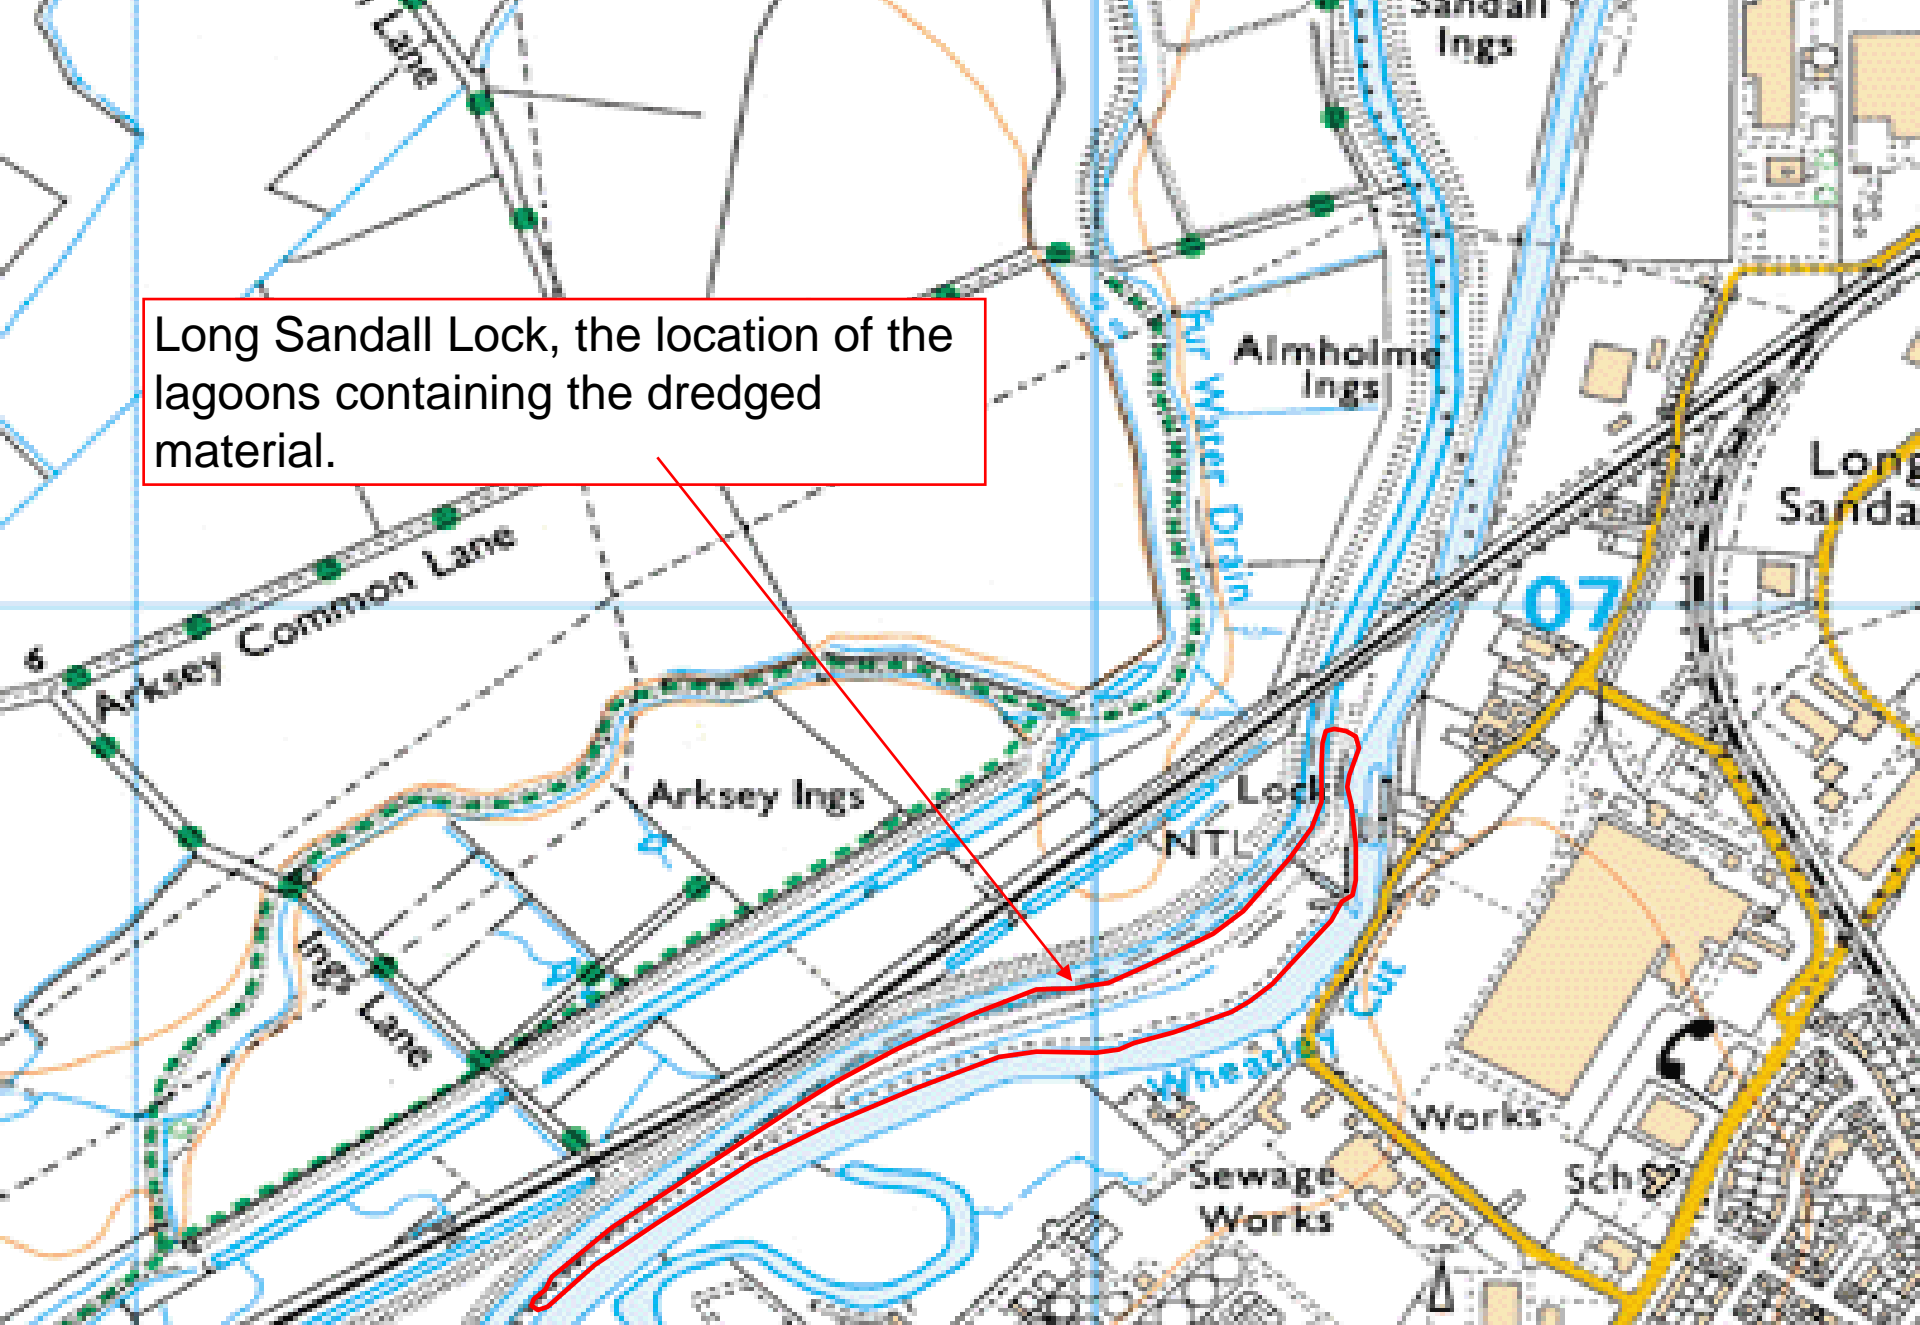 Sandall
Ings
Lane
Long Sandall Lock, the location of the
lagoons containing the dredged
material.
Almholme
Ings
Water Drain
Long
Sanda
Arksey Common Lane
6
07
Arksey Ings
Lock
NTL
Ings Lane
Cut
Wheatley
Works
Sewage
Works
Sch